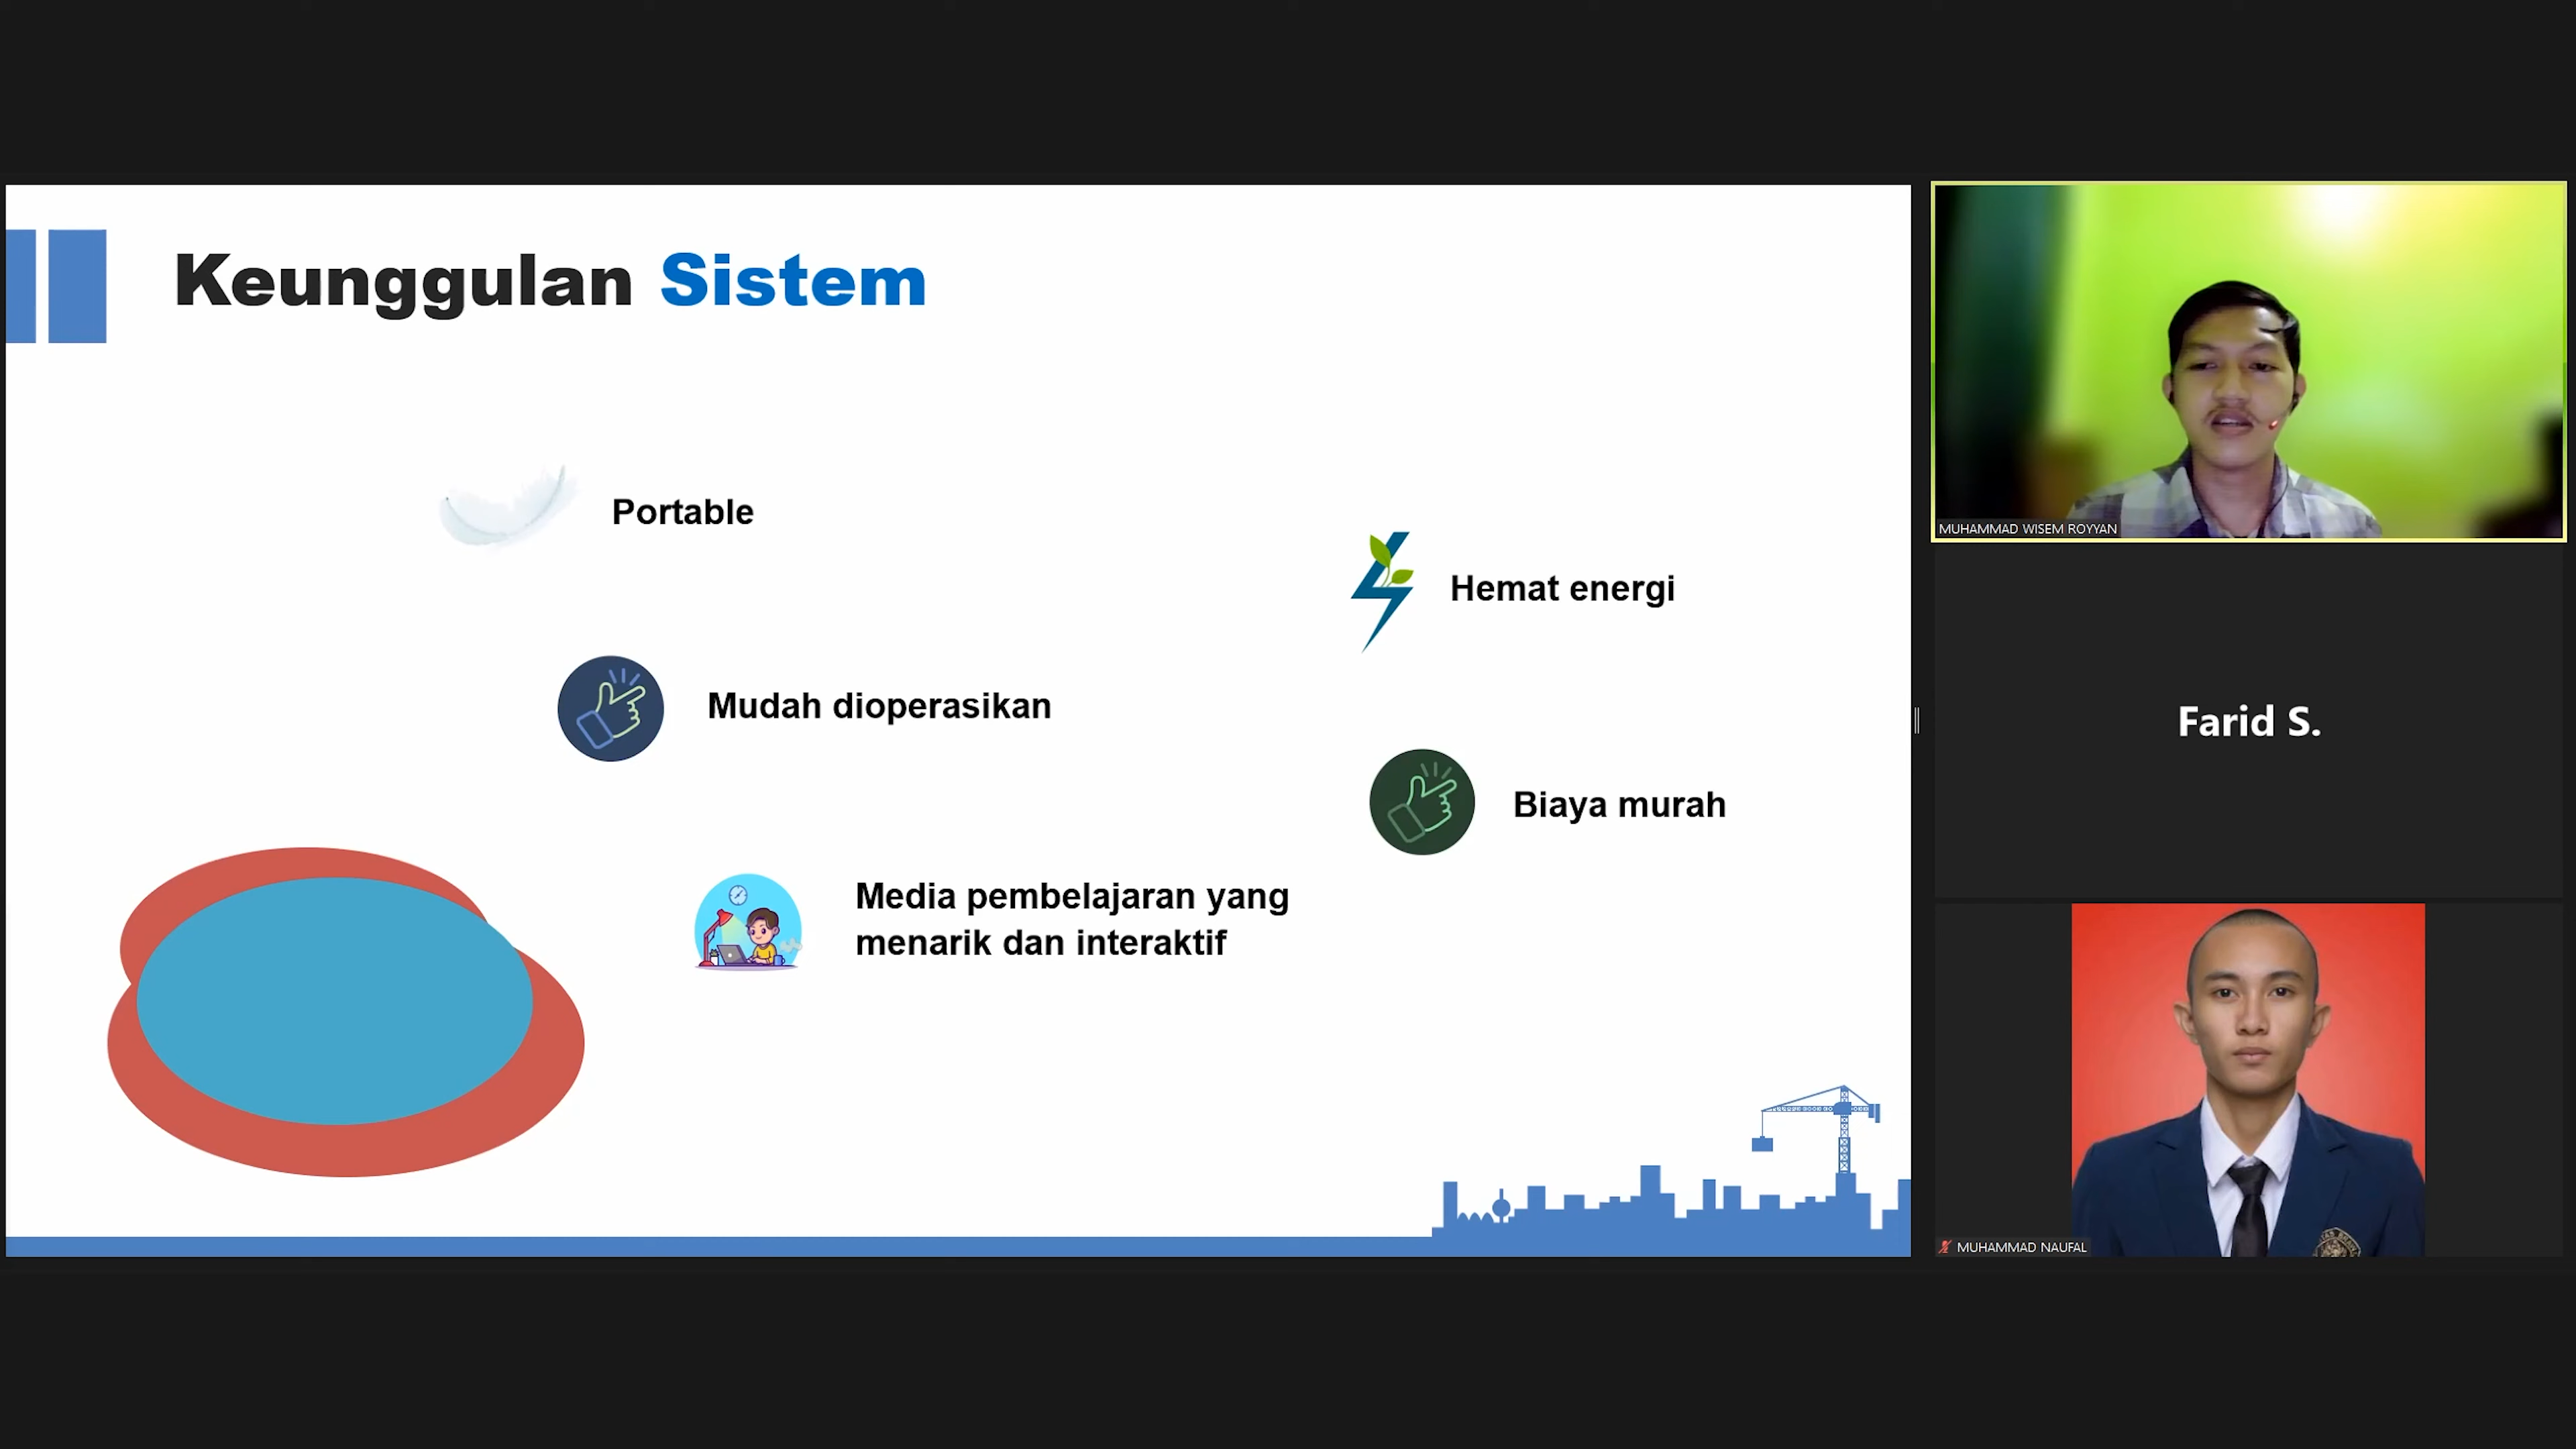 Keunggulan Sistem
Portable
Hemat energi
Mudah dioperasikan
Biaya murah
Media pembelajaran yang
menarik dan interaktif
MUHAMMAD WISEM ROYYAN
Farid S.
MUHAMMAD NAUFAL